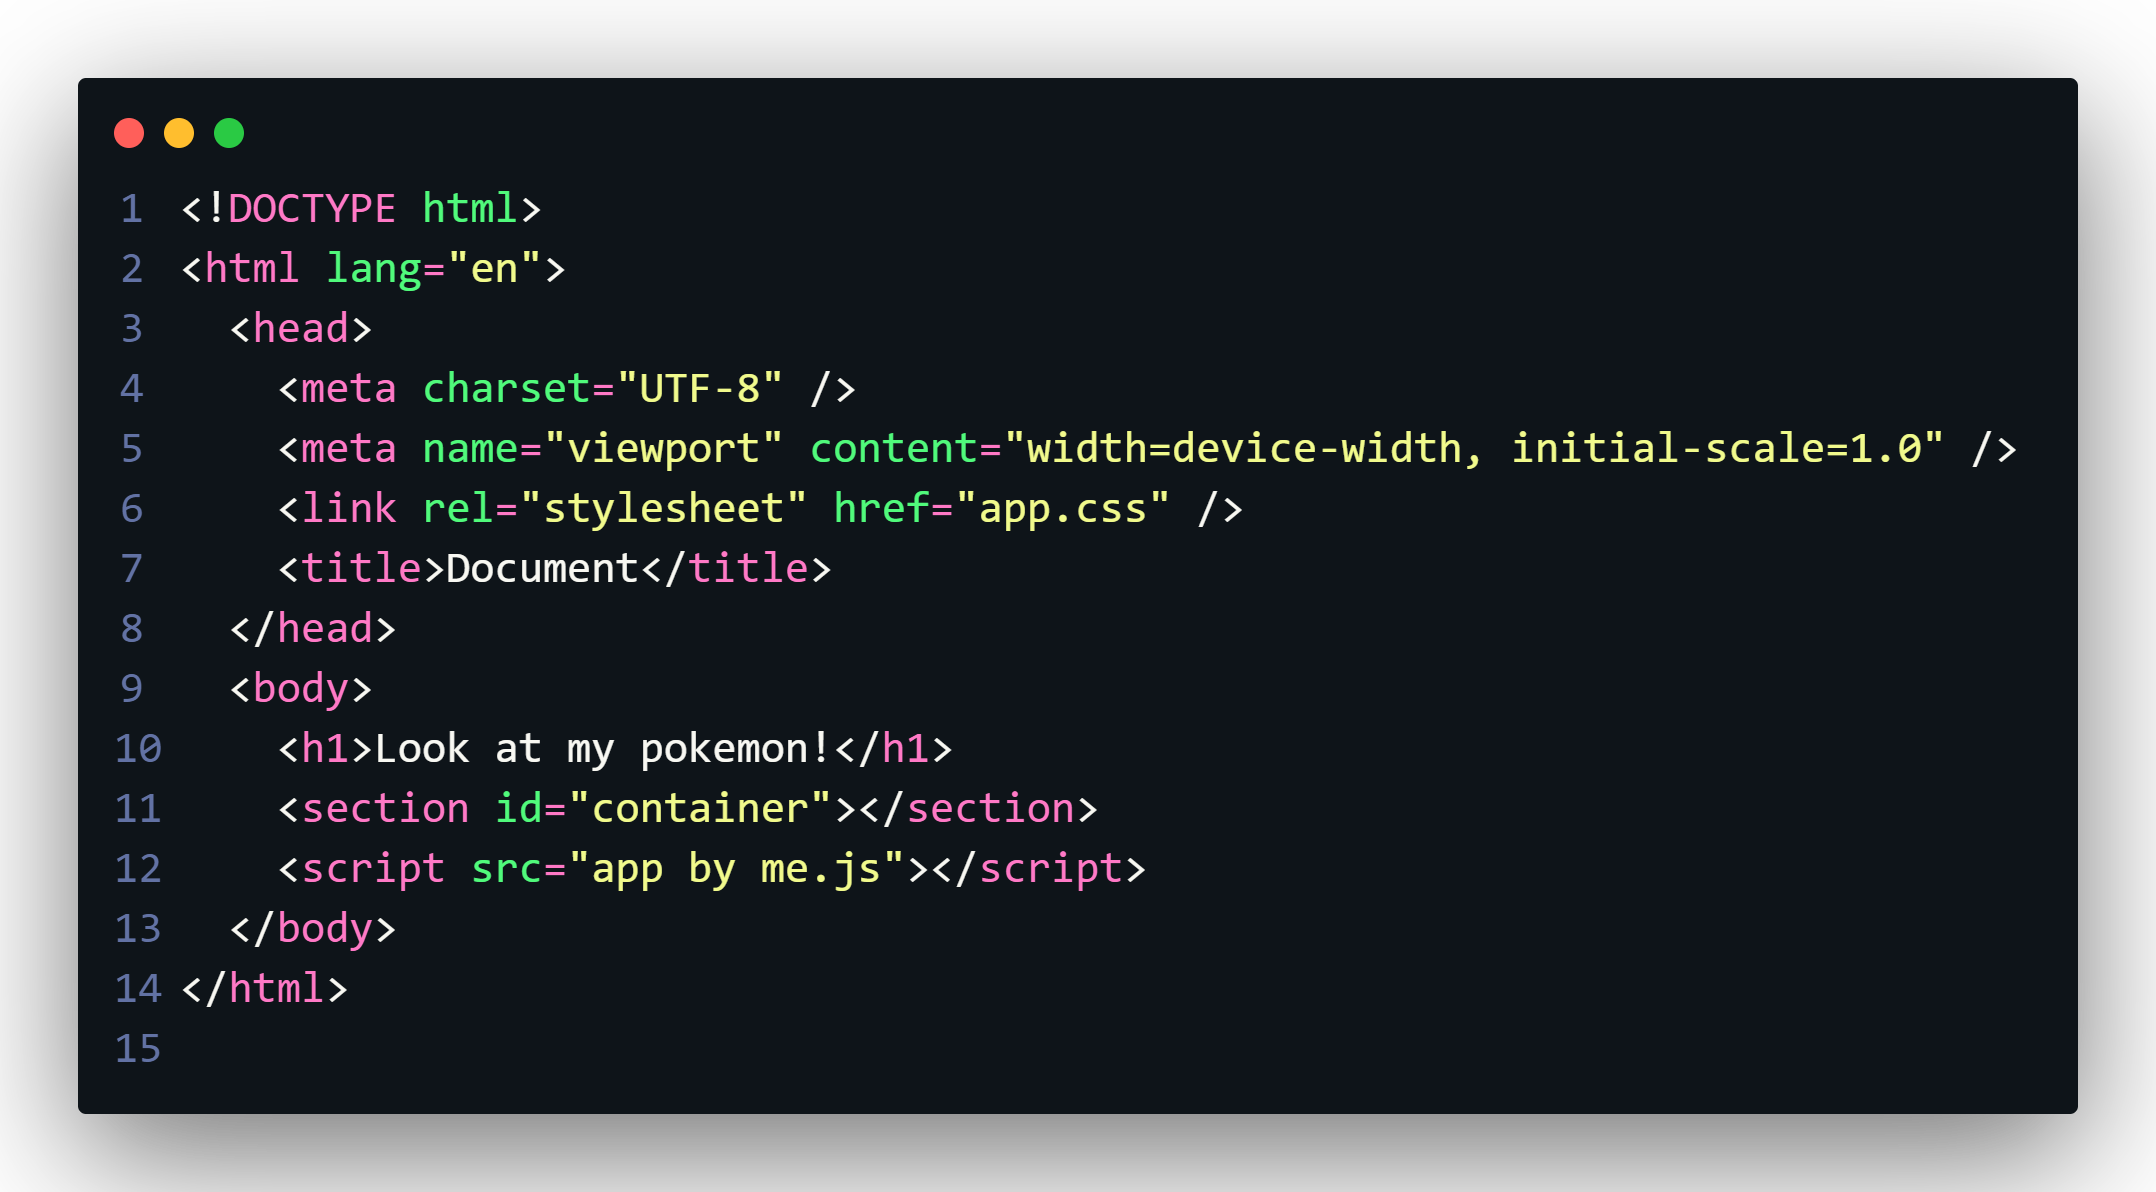 1 <!DOCTYPE html>
2 <html lang="en">
3   <head>
4     <meta charset="UTF-8" />
5     <meta name="viewport" content="width=device-width, initial-scale=1.0" />
6     <link rel="stylesheet" href="app.css" />
7     <title>Document</title>
8   </head>
9   <body>
10     <h1>Look at my pokemon!</h1>
11     <section id="container"></section>
12     <script src="app by me.js"></script>
13   </body>
14 </html>
15